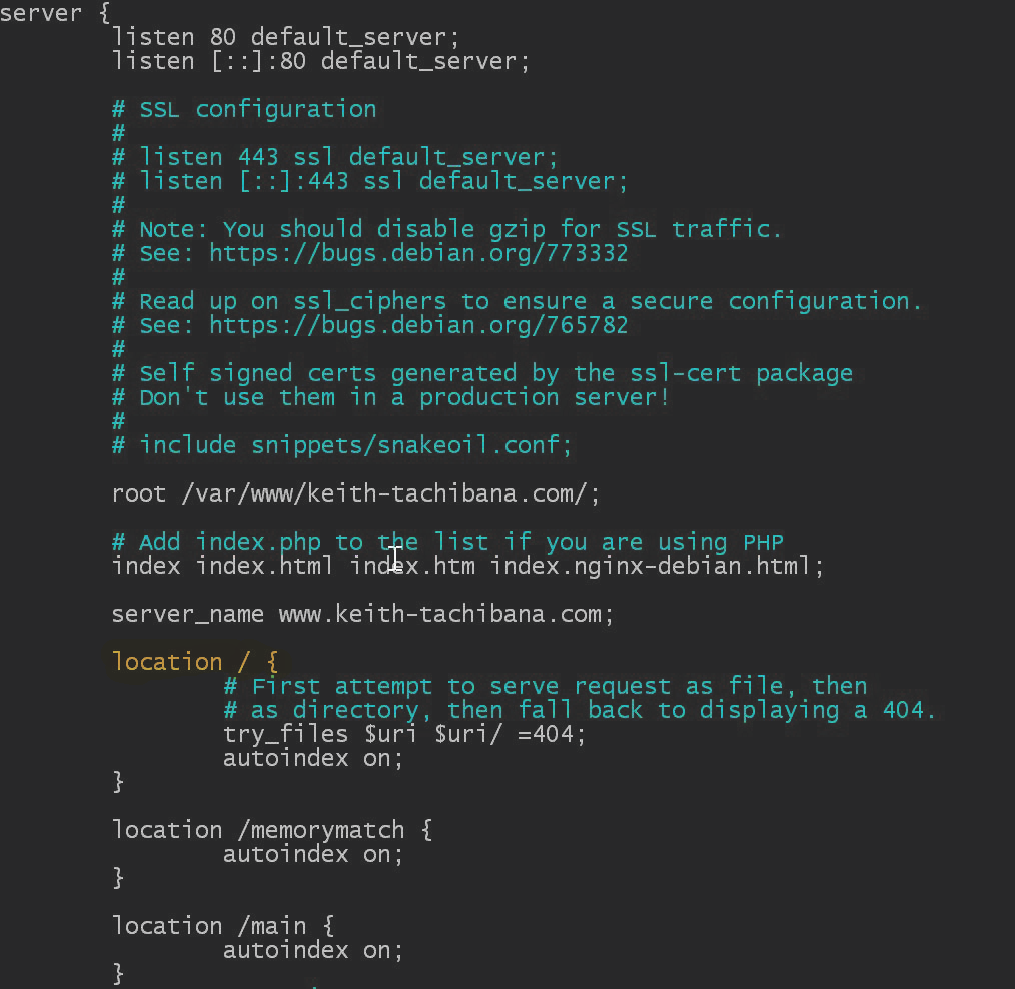 server {
listen 80 default_server;
listen [::]:80 default_server;
# SSL configuration
#
# listen 443 ssl default_server;
# listen [::]:443 ssl default_server;
#
# Note: You should disable gzip for SSL traffic.
# See: https://bugs.debian.org/773332
#
# Read up on ssl_ciphers to ensure a secure configuration.
# See: https://bugs.debian.org/765782
#
# Self signed certs generated by the ssl-cert package
# Don't use them in a production server!
#
# include snippets/snakeoil.conf;
root /var/www/keith-tachibana.com/;
# Add index.php to the list if you are using PHP
index index.html index.htm index.nginx-debian.html;
server_name www.keith-tachibana.com;
location / {
# First attempt to serve request as file, then
# as directory, then fall back to displaying a 404.
try_files $uri $uri/ =404;
autoindex on;
}
location /memorymatch {
autoindex on;
}
location /main {
autoindex on;
}